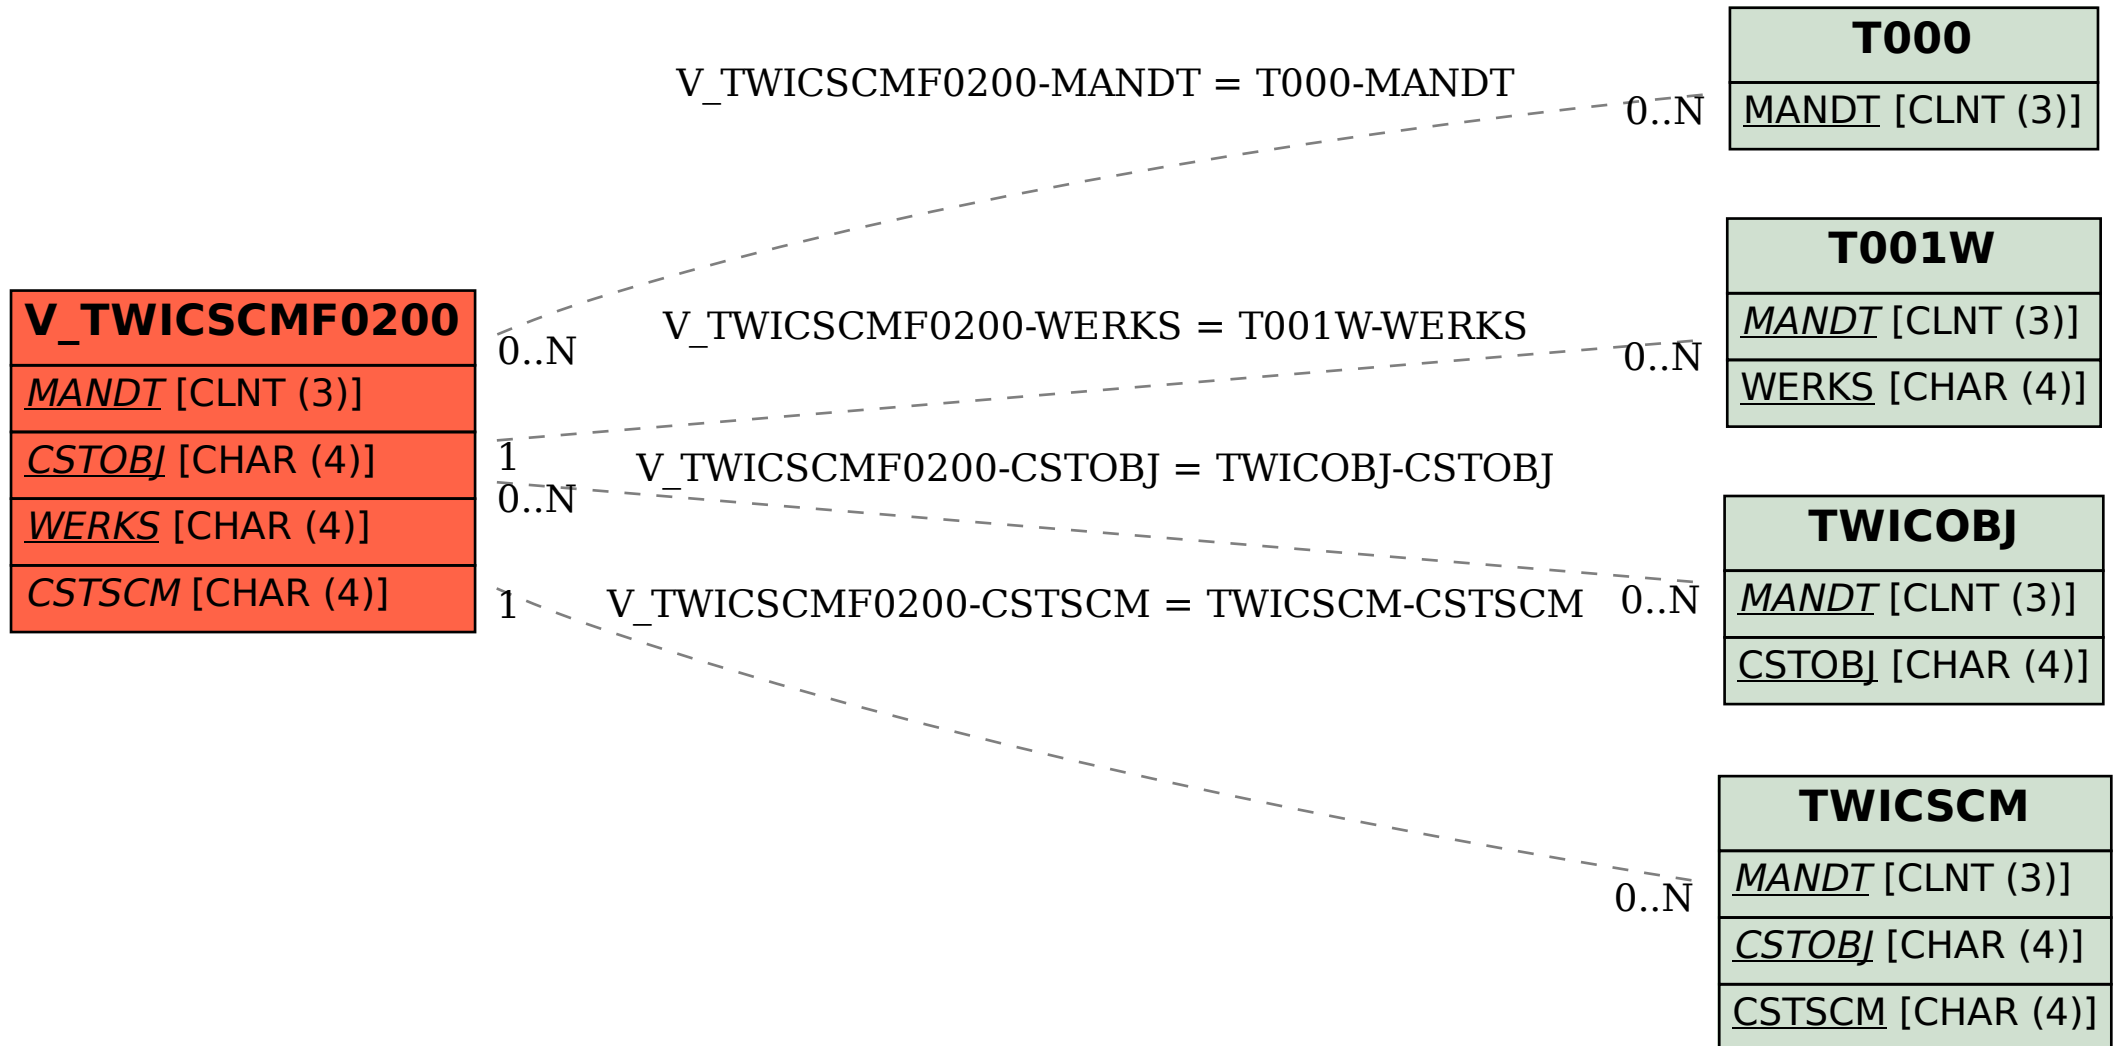 V_TWICSCMF0200
MANDT [CLNT (3)]
CSTOBJ [CHAR (4)]
WERKS [CHAR (4)]
CSTSCM [CHAR (4)]
V_TWICSCMF0200-MANDT = T000-MANDT
0..N
0..N
V_TWICSCMF0200-WERKS = T001W-WERKS
1
0..N
V_TWICSCMF0200-CSTOBJ = TWICOBJ-CSTOBJ
0..N
0..N
V_TWICSCMF0200-CSTSCM = TWICSCM-CSTSCM
1
0..N
T000
MANDT [CLNT (3)]
T001W
MANDT [CLNT (3)]
WERKS [CHAR (4)]
TWICOBJ
MANDT [CLNT (3)]
CSTOBJ [CHAR (4)]
TWICSCM
MANDT [CLNT (3)]
CSTOBJ [CHAR (4)]
CSTSCM [CHAR (4)]